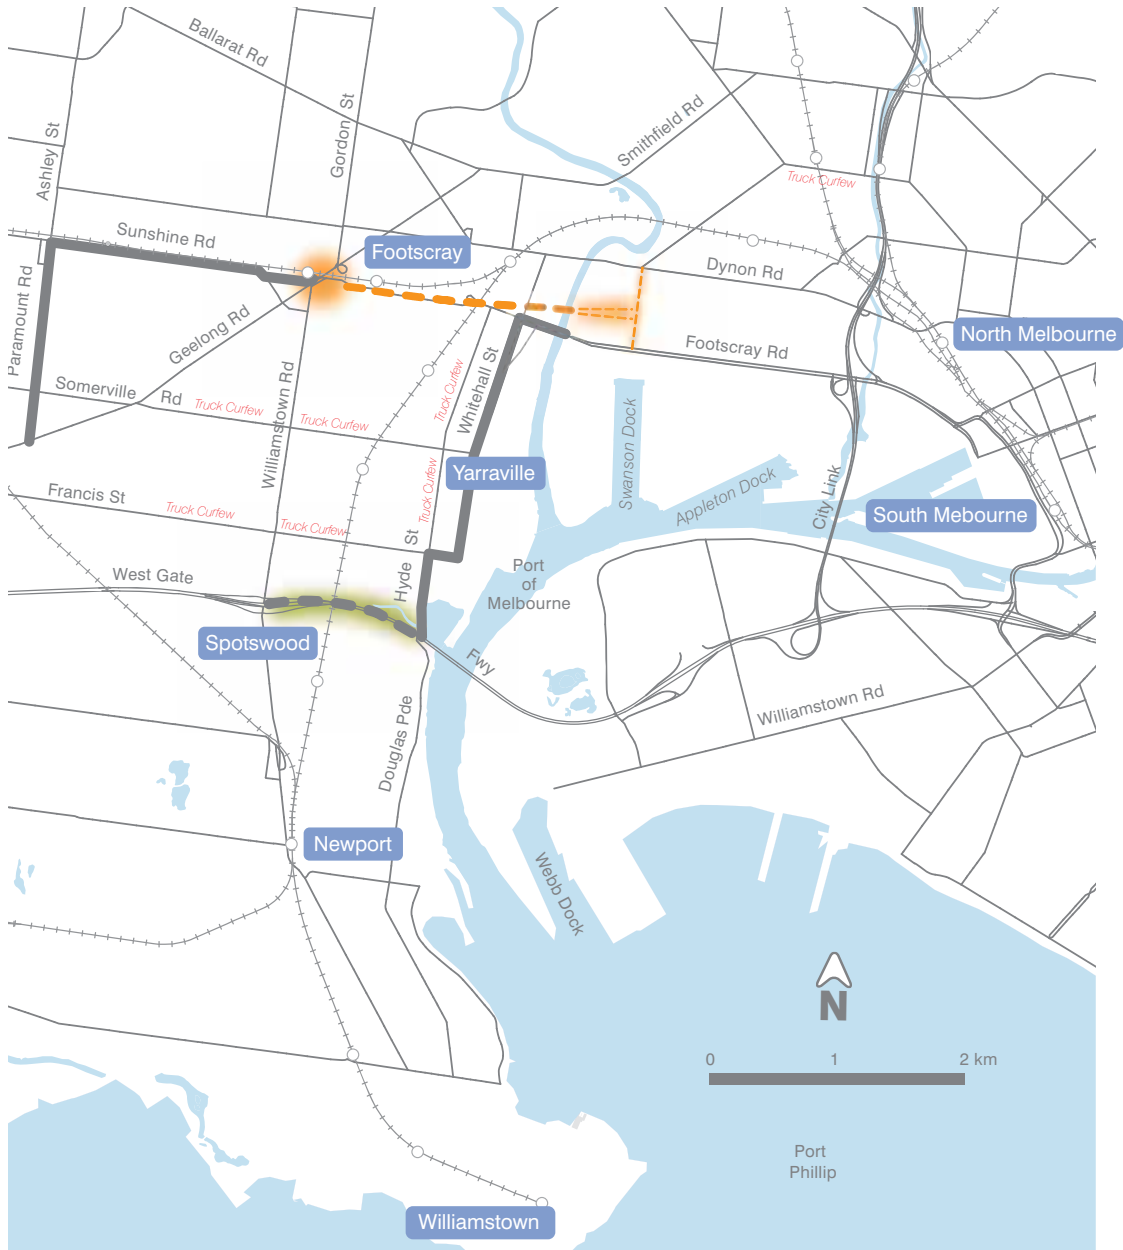 Ballarat Rd
Ashley St
Gordon St
Smithfield Rd
Truck Curfew
Sunshine Rd
Footscray
Dynon Rd
Paramount Rd
Geelong Rd
North Melbourne
Footscray Rd
Somerville Rd
Truck Curfew
Truck Curfew
Williamstown Rd
Truck Curfew
Whitehall St
Swanson Dock
Yarraville
Appleton Dock
City Link
South Mebourne
Francis St
Truck Curfew
Truck Curfew
Truck Curfew
Hyde St
West Gate
Port
of
Melbourne
Spotswood
Fwy
Williamstown Rd
Douglas Pde
Newport
Webb Dock
N
0 1 2 km
Port
Phillip
Williamstown